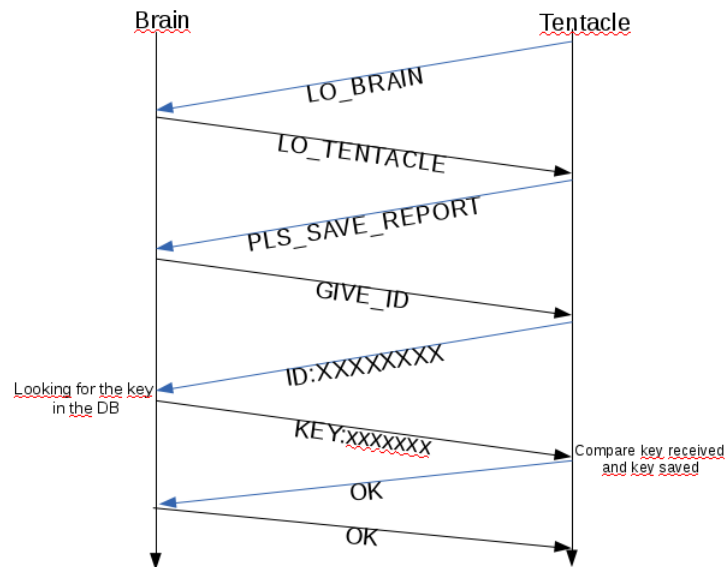 Brain
Tentacle
LO_BRAIN
LO_TENTACLE
PLS_SAVE_REPORT
GIVE_ID
ID:XXXXXXXX
Looking for the key
in the DB
KEY:xxxxxxx
Compare key received
and key saved
OK
OK